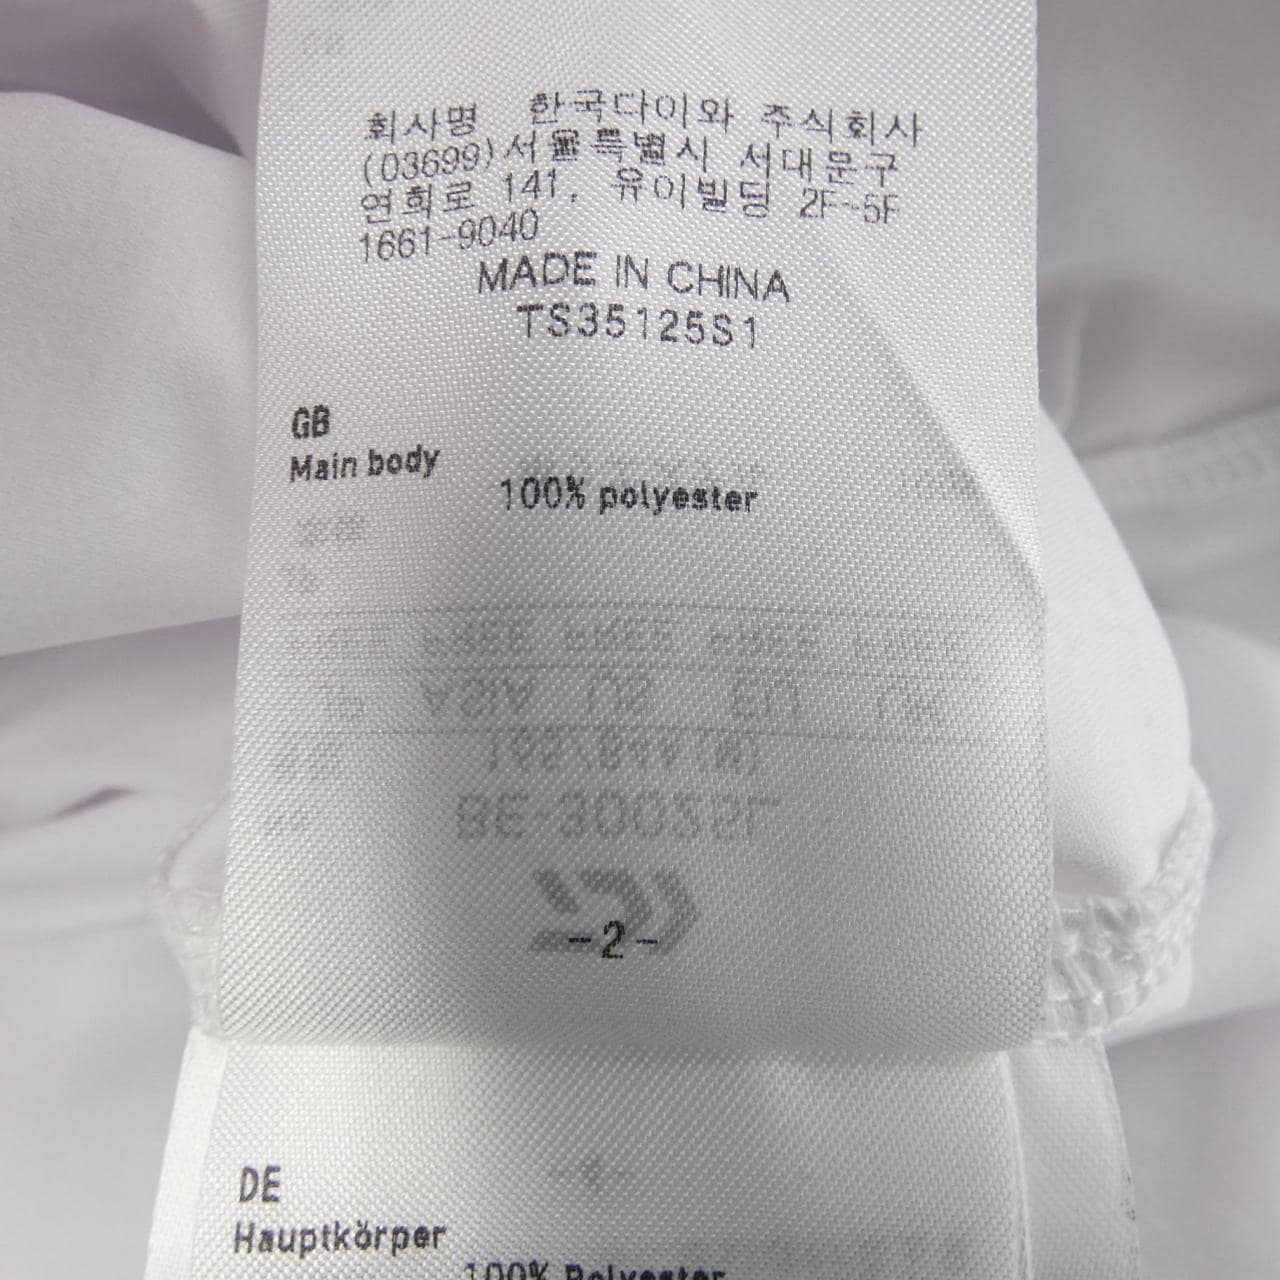 회사명 한국다이와 주식회사
(03699)서울특별시 서대문구
연희로 141, 유이빌딩 2F-5F
1661-9040
MADE IN CHINA
TS35125S1
GB
Main body
100% polyester
-2-
DE
Hauptkörper
100% Polyester